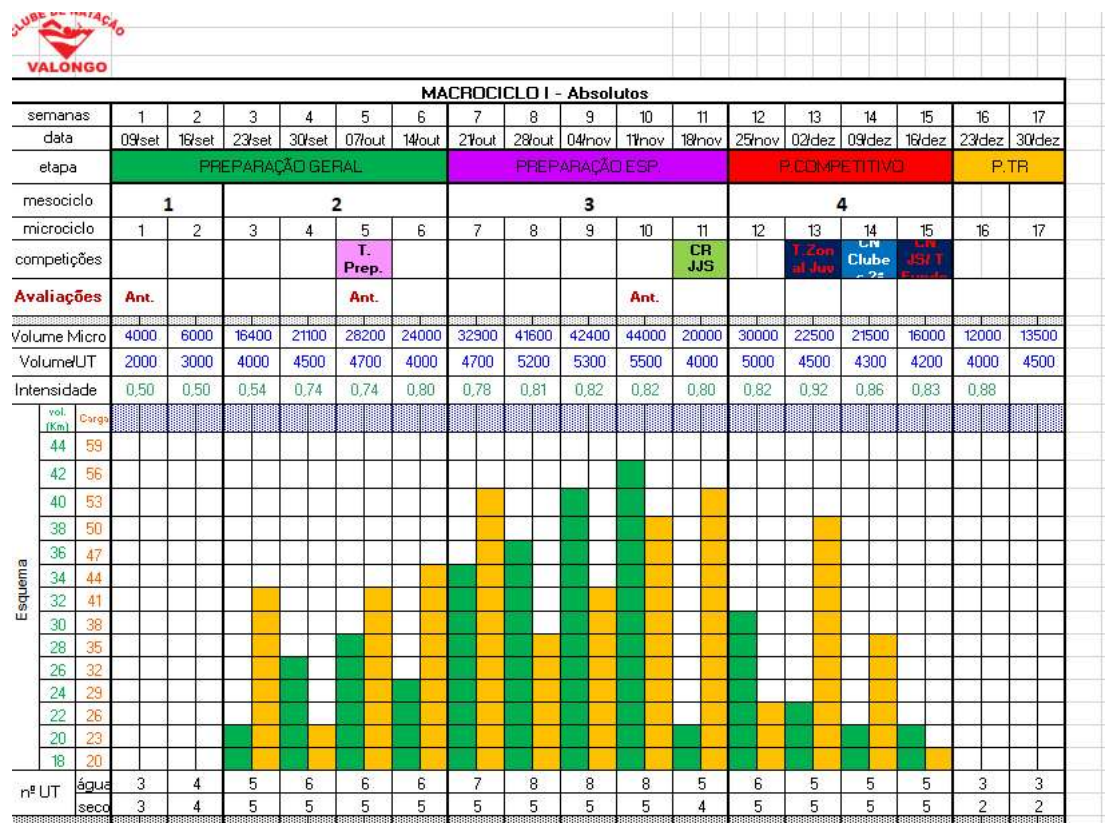 CLUBE DE NATAÇÃO
VALONGO
MACROCICLO I - Absolutos
semanas 1 2 3 4 5 6 7 8 9 10 11 12 13 14 15 16 17
data 09/set 16/set 23/set 30/set 07/out 14/out 21/out 28/out 04/nov 11/nov 18/nov 25/nov 02/dez 09/dez 16/dez 23/dez 30/dez
etapa PREPARAÇÃO GERAL PREPARAÇÃO ESP. P.COMPETITIVO P.TR
mesociclo 1 2 3 4
microciclo 1 2 3 4 5 6 7 8 9 10 11 12 13 14 15 16 17
competições T. Prep. CR JJS T.Zonal Juv CN Clubes 2ª CN JS/ T
Avaliações Ant. Ant. Ant.
Volume Micro 4000 6000 16400 21100 28200 24000 32900 41600 42400 44000 20000 30000 22500 21500 16000 12000 13500
Volume/UT 2000 3000 4000 4500 4700 4000 4700 5200 5300 5500 4000 5000 4500 4300 4200 4000 4500
Intensidade 0,50 0,50 0,54 0,74 0,74 0,80 0,78 0,81 0,82 0,82 0,80 0,82 0,92 0,86 0,83 0,88
vol. (Km) Carga
44 59
42 56
40 53
38 50
36 47
34 44
32 41
30 38
28 35
26 32
24 29
22 26
20 23
18 20
Esquema
nº UT
água 3 4 5 6 6 6 7 8 8 8 5 6 5 5 5 3 3
seco 3 4 5 5 5 5 5 5 5 5 4 5 5 5 5 2 2